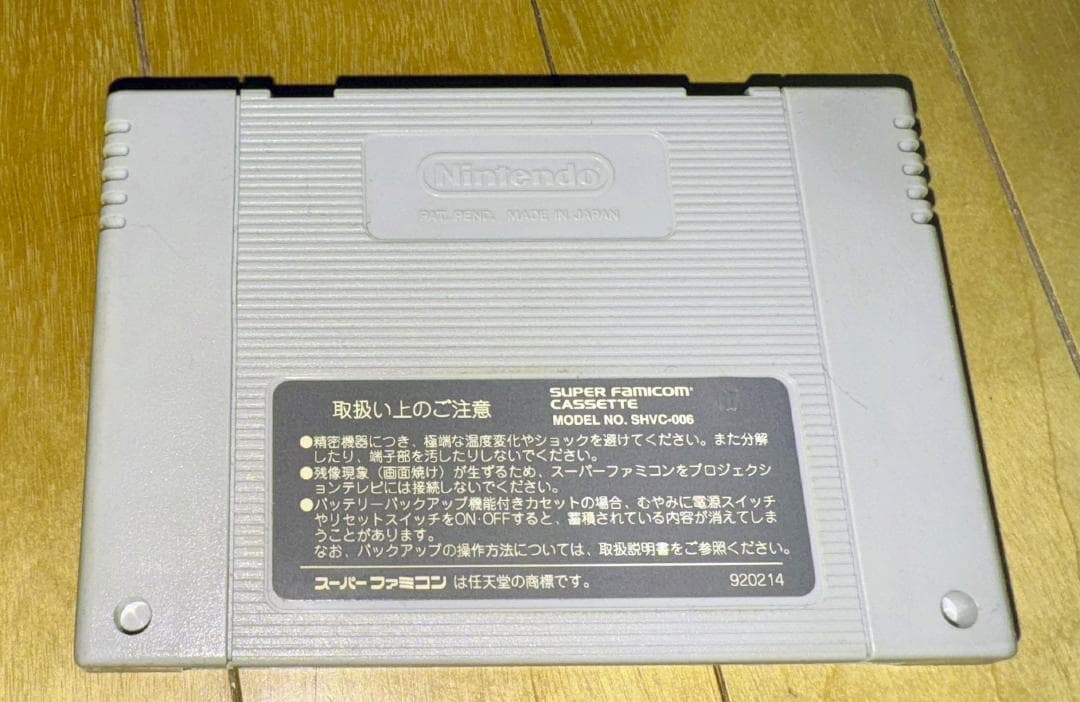 Nintendo
PAT. PEND. MADE IN JAPAN
取扱い上のご注意
SUPER FAMICOM
CASSETTE
MODEL NO. SHVC-006
●精密機器につき、極端な温度変化やショックを避けてください。また分解
したり、端子部を汚したりしないでください。
●残像現象（画面焼け）が生ずるため、スーパーファミコンをプロジェクシ
ョンテレビには接続しないでください。
●バッテリーバックアップ機能付きカセットの場合、むやみに電源スイッチ
やリセットスイッチをON·OFFすると、蓄積されている内容が消えてしま
うことがあります。
なお、バックアップの操作方法については、取扱説明書をご参照ください。
スーパーファミコン は任天堂の商標です。 920214